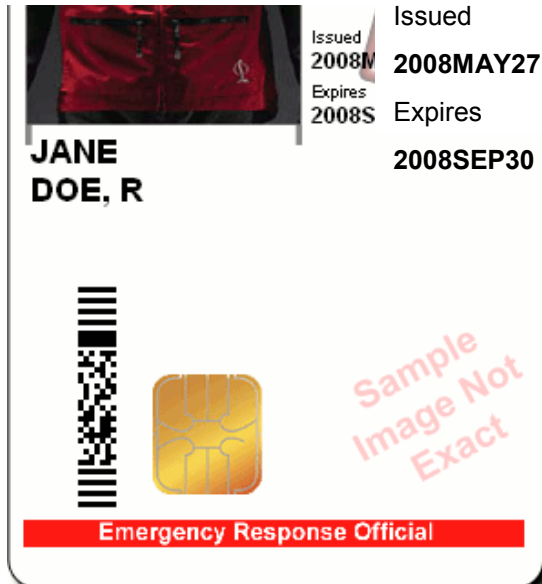 Issued
2008M
Expires
2008S
Issued
2008MAY27
Expires
2008SEP30
JANE
DOE, R
Sample
Image Not
Exact
Emergency Response Official